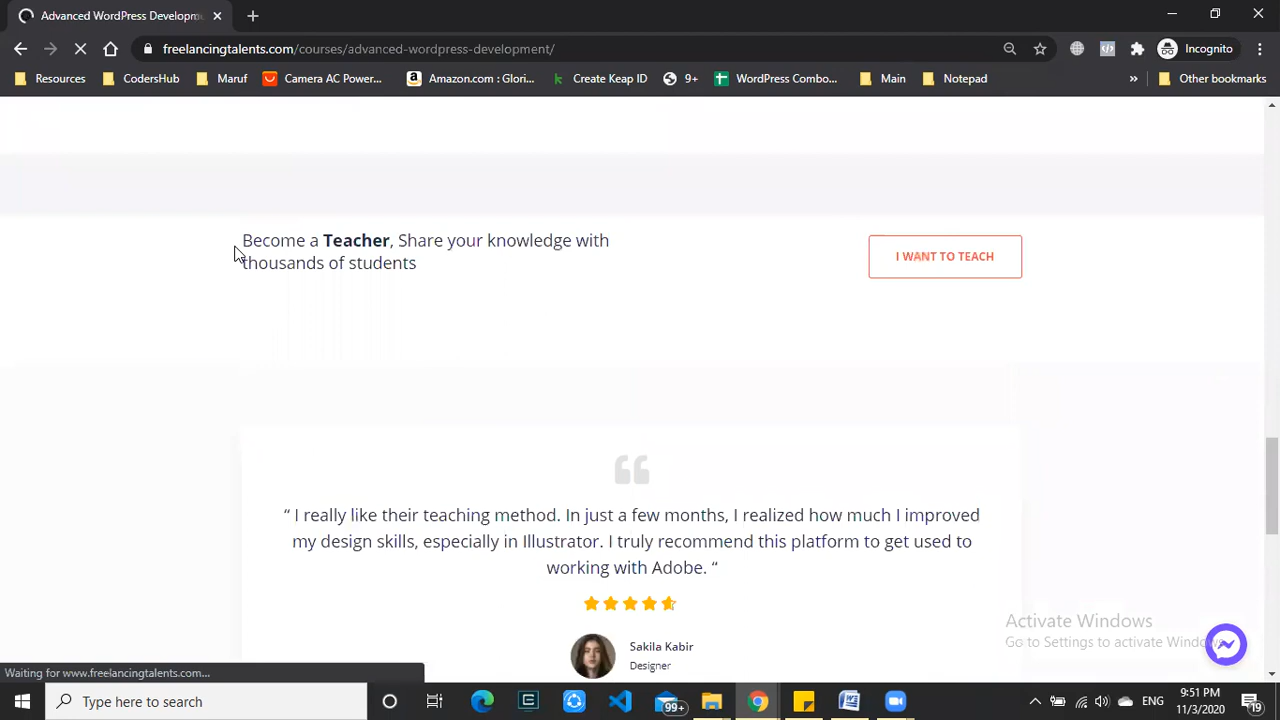 Advanced WordPress Developm
freelancingtalents.com/courses/advanced-wordpress-development/
Incognito
Resources
CodersHub
Maruf
Camera AC Power...
Amazon.com : Glori...
Create Keap ID
9+
WordPress Combo...
Main
Notepad
»
Other bookmarks
Become a Teacher, Share your knowledge with
thousands of students
I WANT TO TEACH
“ I really like their teaching method. In just a few months, I realized how much I improved
my design skills, especially in Illustrator. I truly recommend this platform to get used to
working with Adobe. “
Sakila Kabir
Designer
Activate Windows
Go to Settings to activate Windows.
Waiting for www.freelancingtalents.com...
Type here to search
99+
ENG
9:51 PM
11/3/2020
19